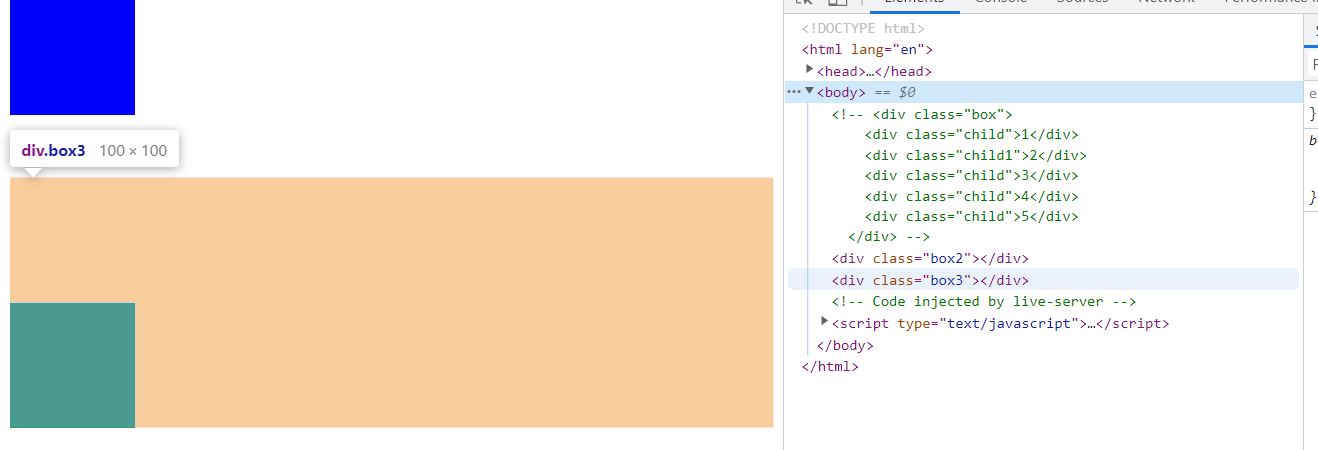 Elements Console Sources Network Performance
<!DOCTYPE html>
<html lang="en">
<head>…</head>
<body> == $0
<!-- <div class="box">
<div class="child">1</div>
<div class="child1">2</div>
<div class="child">3</div>
<div class="child">4</div>
<div class="child">5</div>
</div> -->
<div class="box2"></div>
<div class="box3"></div>
<!-- Code injected by live-server -->
<script type="text/javascript">…</script>
</body>
</html>
div.box3 100 × 100
}
}